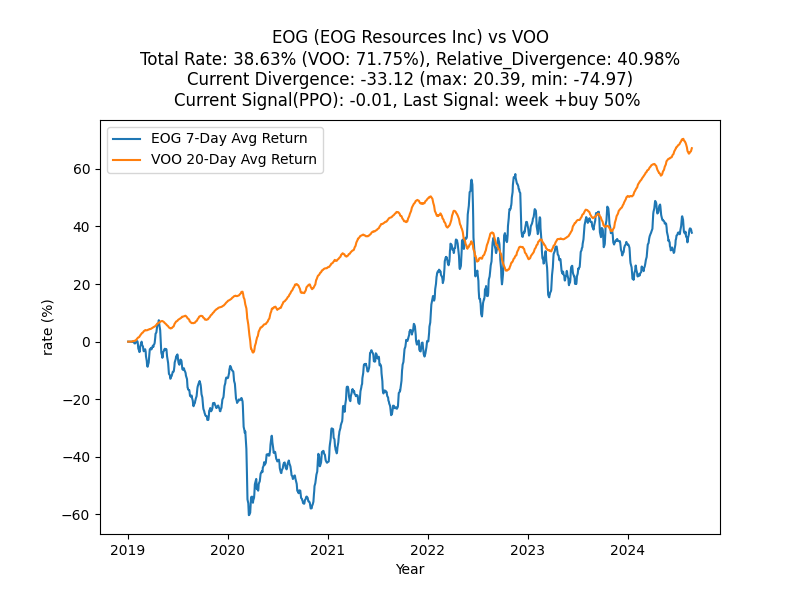 EOG (EOG Resources Inc) vs VOO
Total Rate: 38.63% (VOO: 71.75%), Relative_Divergence: 40.98%
Current Divergence: -33.12 (max: 20.39, min: -74.97)
Current Signal(PPO): -0.01, Last Signal: week +buy 50%
EOG 7-Day Avg Return
VOO 20-Day Avg Return
rate (%)
60
40
20
0
−20
−40
−60
2019 2020 2021 2022 2023 2024
Year